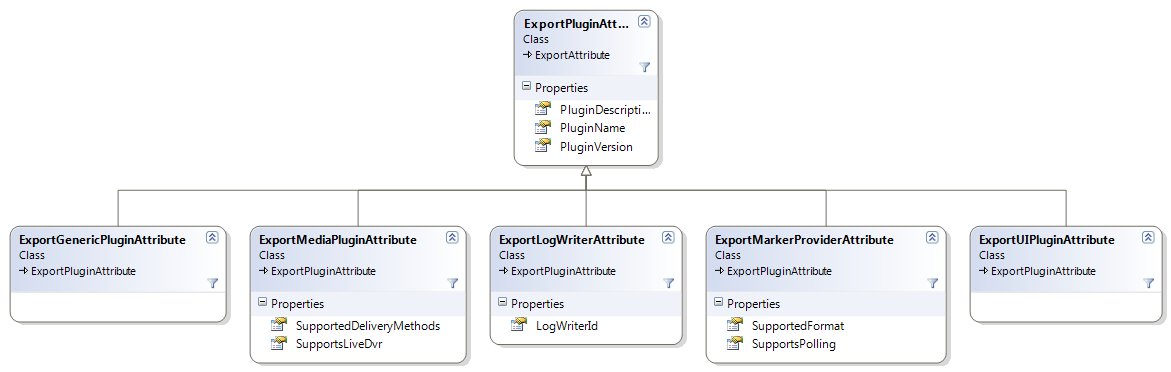 ExportPluginAtt...
Class
ExportAttribute
Properties
PluginDescripti...
PluginName
PluginVersion
ExportGenericPluginAttribute
Class
ExportPluginAttribute
ExportMediaPluginAttribute
Class
ExportPluginAttribute
Properties
SupportedDeliveryMethods
SupportsLiveDvr
ExportLogWriterAttribute
Class
ExportPluginAttribute
Properties
LogWriterId
ExportMarkerProviderAttribute
Class
ExportPluginAttribute
Properties
SupportedFormat
SupportsPolling
ExportUIPluginAttribute
Class
ExportPluginAttribute